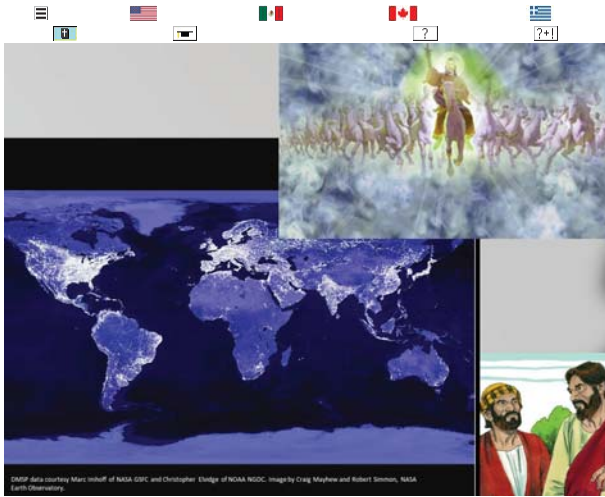 ?
?+!
DMSP data courtesy Marc Imhoff of NASA GSFC and Christopher Elvidge of NOAA NGDC. Image by Craig Mayhew and Robert Simmon, NASA
Earth Observatory.